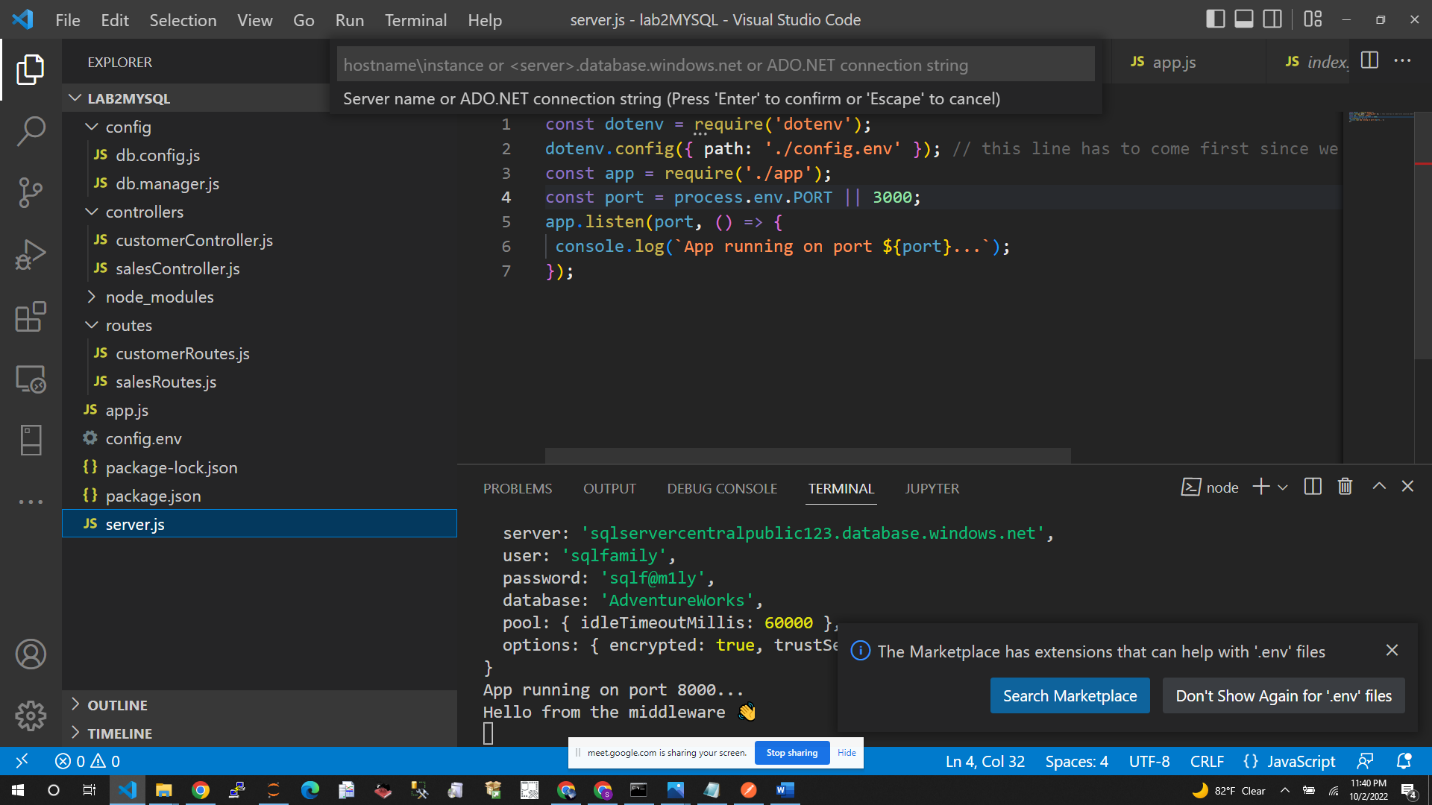 File Edit Selection View Go Run Terminal Help
server.js - lab2MYSQL - Visual Studio Code
EXPLORER
LAB2MYSQL
config
JS db.config.js
JS db.manager.js
controllers
JS customerController.js
JS salesController.js
node_modules
routes
JS customerRoutes.js
JS salesRoutes.js
JS app.js
config.env
{} package-lock.json
{} package.json
JS server.js
OUTLINE
TIMELINE
hostname\instance or <server>.database.windows.net or ADO.NET connection string
Server name or ADO.NET connection string (Press 'Enter' to confirm or 'Escape' to cancel)
JS app.js
JS index.
1 const dotenv = require('dotenv');
2 dotenv.config({ path: './config.env' }); // this line has to come first since we
3 const app = require('./app');
4 const port = process.env.PORT || 3000;
5 app.listen(port, () => {
6 console.log(`App running on port ${port}...`);
7 });
PROBLEMS OUTPUT DEBUG CONSOLE TERMINAL JUPYTER
node
server: 'sqlservercentralpublic123.database.windows.net',
user: 'sqlfamily',
password: 'sqlf@m1ly',
database: 'AdventureWorks',
pool: { idleTimeoutMillis: 60000 },
options: { encrypted: true, trustSe
}
App running on port 8000...
Hello from the middleware 👋
The Marketplace has extensions that can help with '.env' files
Search Marketplace
Don't Show Again for '.env' files
meet.google.com is sharing your screen.
Stop sharing
Hide
0 0
Ln 4, Col 32 Spaces: 4 UTF-8 CRLF {} JavaScript
82°F Clear
11:40 PM
10/2/2022
4